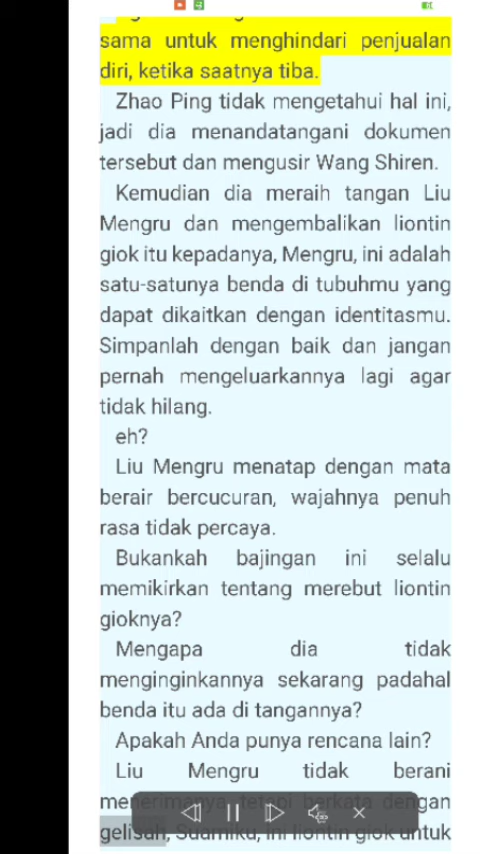 sama untuk menghindari penjualan
diri, ketika saatnya tiba.
Zhao Ping tidak mengetahui hal ini,
jadi dia menandatangani dokumen
tersebut dan mengusir Wang Shiren.
Kemudian dia meraih tangan Liu
Mengru dan mengembalikan liontin
giok itu kepadanya, Mengru, ini adalah
satu-satunya benda di tubuhmu yang
dapat dikaitkan dengan identitasmu.
Simpanlah dengan baik dan jangan
pernah mengeluarkannya lagi agar
tidak hilang.
eh?
Liu Mengru menatap dengan mata
berair bercucuran, wajahnya penuh
rasa tidak percaya.
Bukankah bajingan ini selalu
memikirkan tentang merebut liontin
gioknya?
Mengapa dia tidak
menginginkannya sekarang padahal
benda itu ada di tangannya?
Apakah Anda punya rencana lain?
Liu Mengru tidak berani
menerimanya, tetapi berkata dengan
gelisah, Suamiku, ini liontin giok untuk